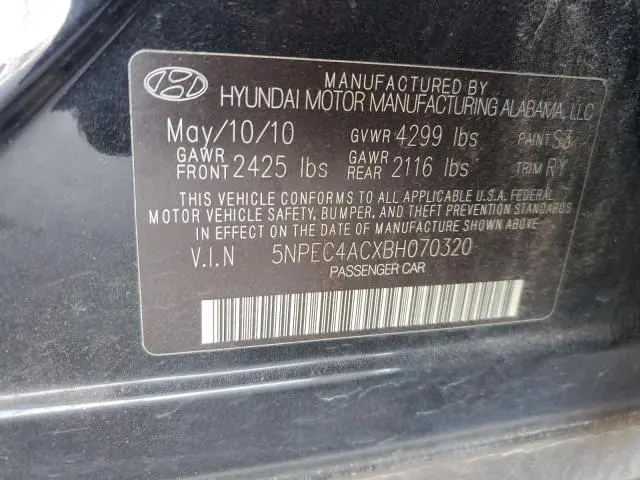 MANUFACTURED BY
HYUNDAI MOTOR MANUFACTURING ALABAMA, LLC
May/10/10 GVWR 4299 lbs PAINT S3
GAWR FRONT 2425 lbs GAWR REAR 2116 lbs TRIM RY
THIS VEHICLE CONFORMS TO ALL APPLICABLE U.S.A. FEDERAL
MOTOR VEHICLE SAFETY, BUMPER, AND THEFT PREVENTION STANDARDS
IN EFFECT ON THE DATE OF MANUFACTURE SHOWN ABOVE.
V.I.N 5NPEC4ACXBH070320
PASSENGER CAR